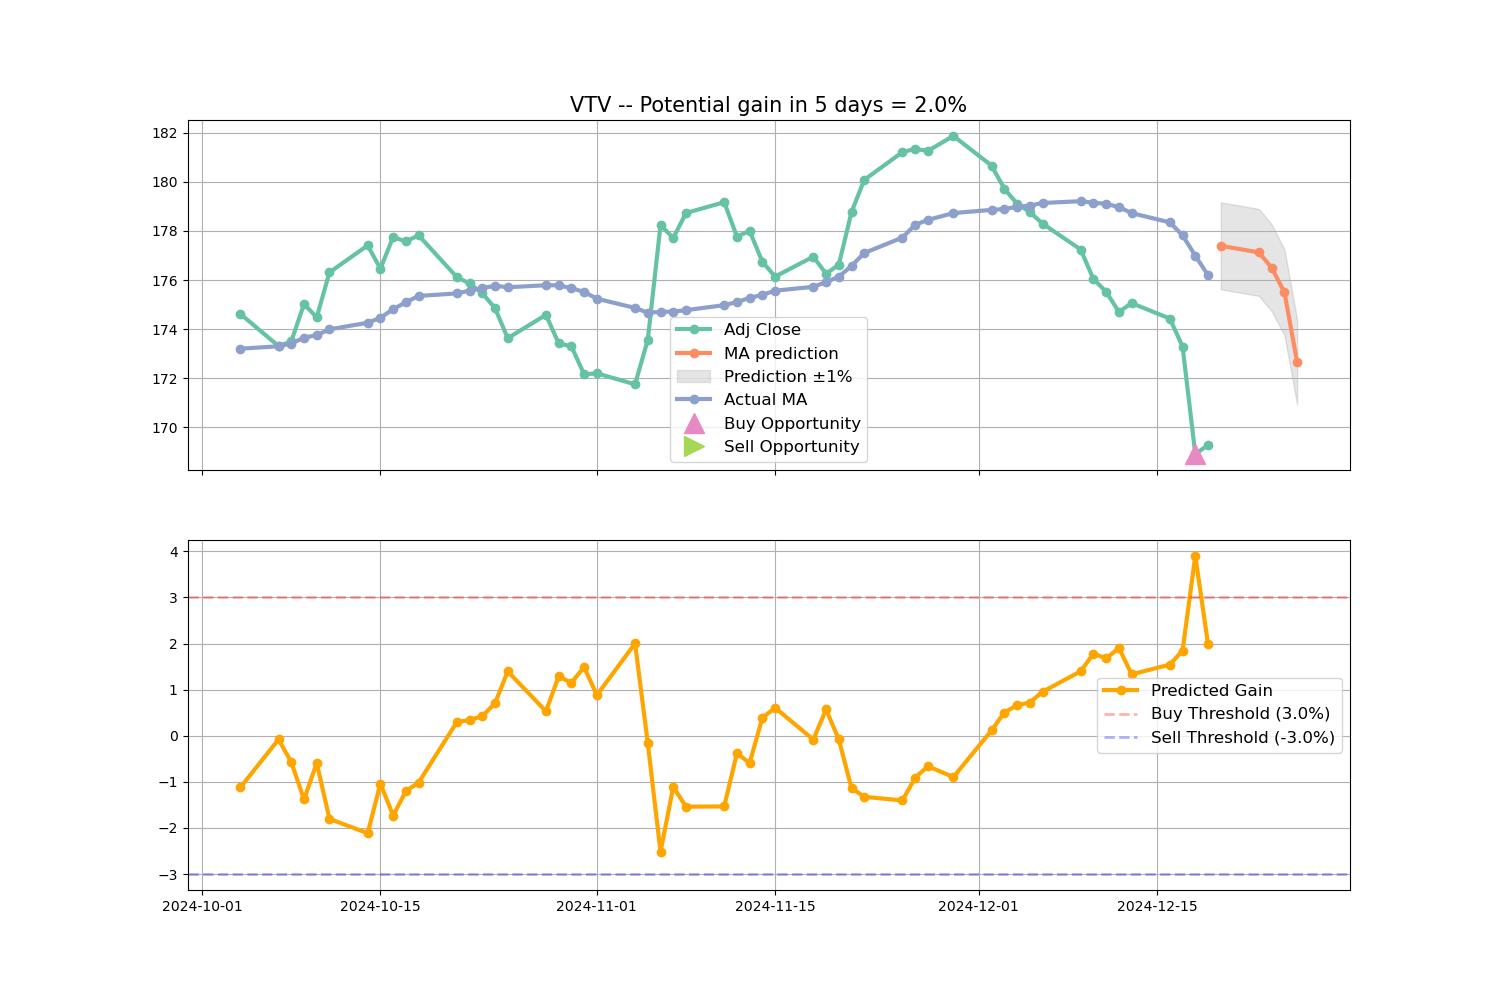 VTV -- Potential gain in 5 days = 2.0%
182
180
178
176
174
172
170
Adj Close
MA prediction
Prediction ±1%
Actual MA
Buy Opportunity
Sell Opportunity
4
3
2
1
0
−1
−2
−3
Predicted Gain
Buy Threshold (3.0%)
Sell Threshold (-3.0%)
2024-10-01
2024-10-15
2024-11-01
2024-11-15
2024-12-01
2024-12-15